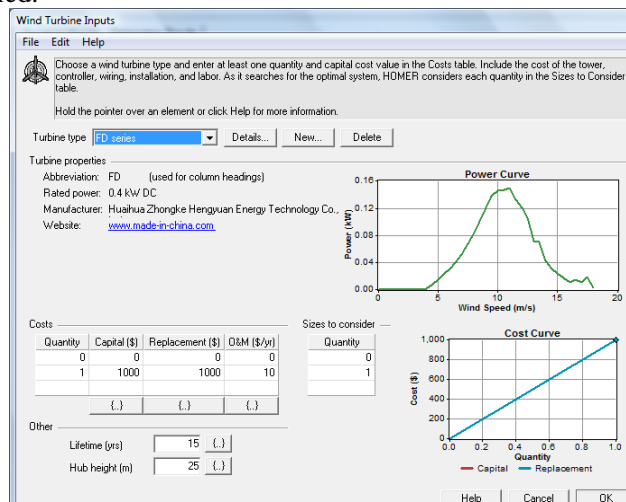 ed.
Wind Turbine Inputs
File Edit Help
Choose a wind turbine type and enter at least one quantity and capital cost value in the Costs table. Include the cost of the tower,
controller, wiring, installation, and labor. As it searches for the optimal system, HOMER considers each quantity in the Sizes to Consider
table.
Hold the pointer over an element or click Help for more information.
Turbine type FD series Details... New... Delete
Turbine properties
Abbreviation: FD (used for column headings)
Rated power: 0.4 kW DC
Manufacturer: Huaihua Zhongke Hengyuan Energy Technology Co.,
Website: www.made-in-china.com
Power Curve
Power (kW)
0.16
0.12
0.08
0.04
0.00
0 5 10 15 20
Wind Speed (m/s)
Costs
Quantity Capital ($) Replacement ($) O&M ($/yr)
0 0 0 0
1 1000 1000 10
{..} {..} {..}
Sizes to consider
Quantity
0
1
Cost Curve
Cost ($)
1,000
800
600
400
200
0
0.0 0.2 0.4 0.6 0.8 1.0
Quantity
Capital Replacement
Other
Lifetime (yrs) 15 {..}
Hub height (m) 25 {..}
Help Cancel OK